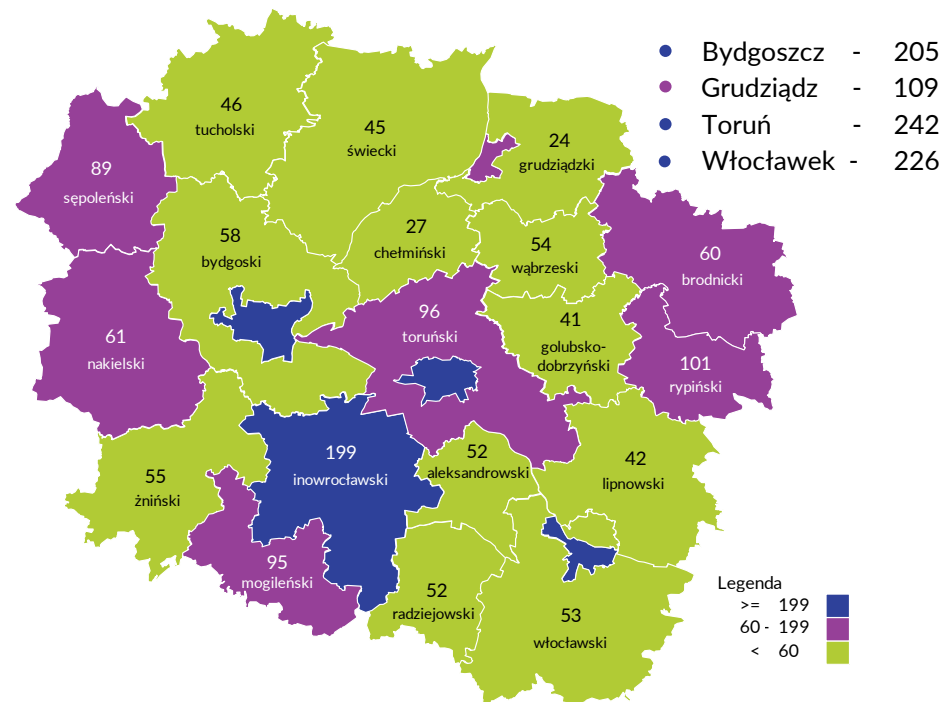 Bydgoszcz - 205
Grudziądz - 109
Toruń - 242
Włocławek - 226
46
tucholski
45
świecki
24
grudziądzki
89
sępoleński
58
bydgoski
27
chełmiński
54
wąbrzeski
60
brodnicki
61
nakielski
96
toruński
41
golubsko-
dobrzyński
101
rypiński
199
inowrocławski
52
aleksandrowski
42
lipnowski
55
żniński
95
mogileński
52
radziejowski
53
włocławski
Legenda
>= 199
60 - 199
< 60